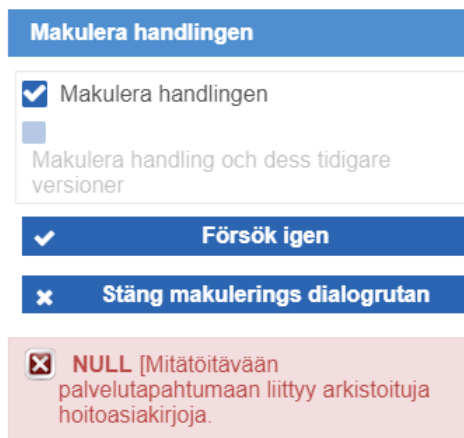 Makulera handlingen
Makulera handlingen
Makulera handling och dess tidigare
versioner
Försök igen
Stäng makulerings dialogrutan
NULL [Mitätöitävään
palvelutapahtumaan liittyy arkistoituja
hoitoasiakirjoja.